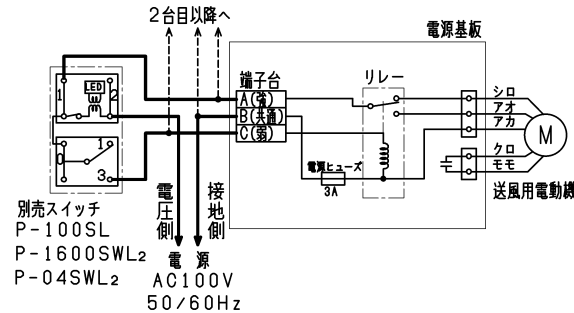 2台目以降へ
電源基板
端子台
リレー
LED
1
2
A(強)
B(共通)
C(弱)
シロ
アオ
アカ
M
0
1
3
電源ヒューズ
3A
クロ
モモ
送風用電動機
別売スイッチ
P-100SL
P-1600SWL2
P-04SWL2
電圧側
接地側
電源
AC100V
50/60Hz